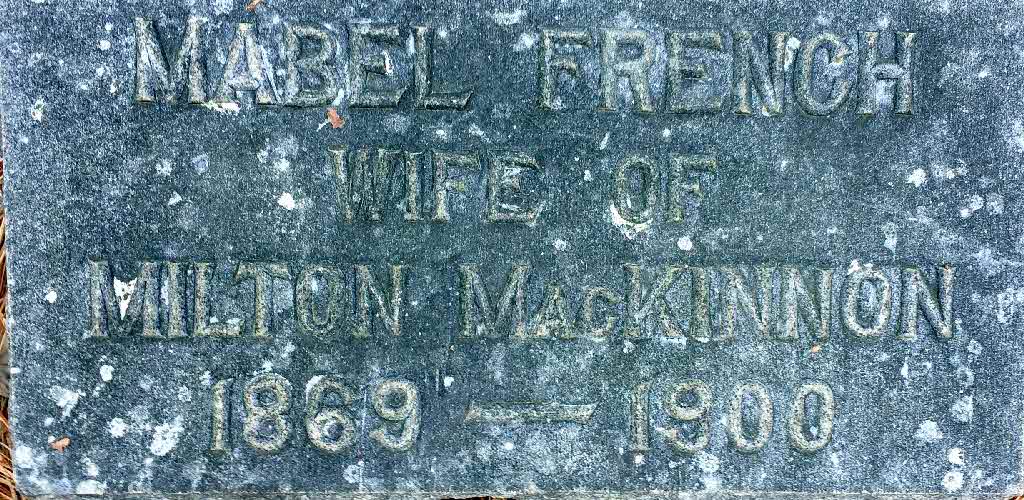 MABEL FRENCH
WIFE OF
MILTON MacKINNON
1869 — 1900